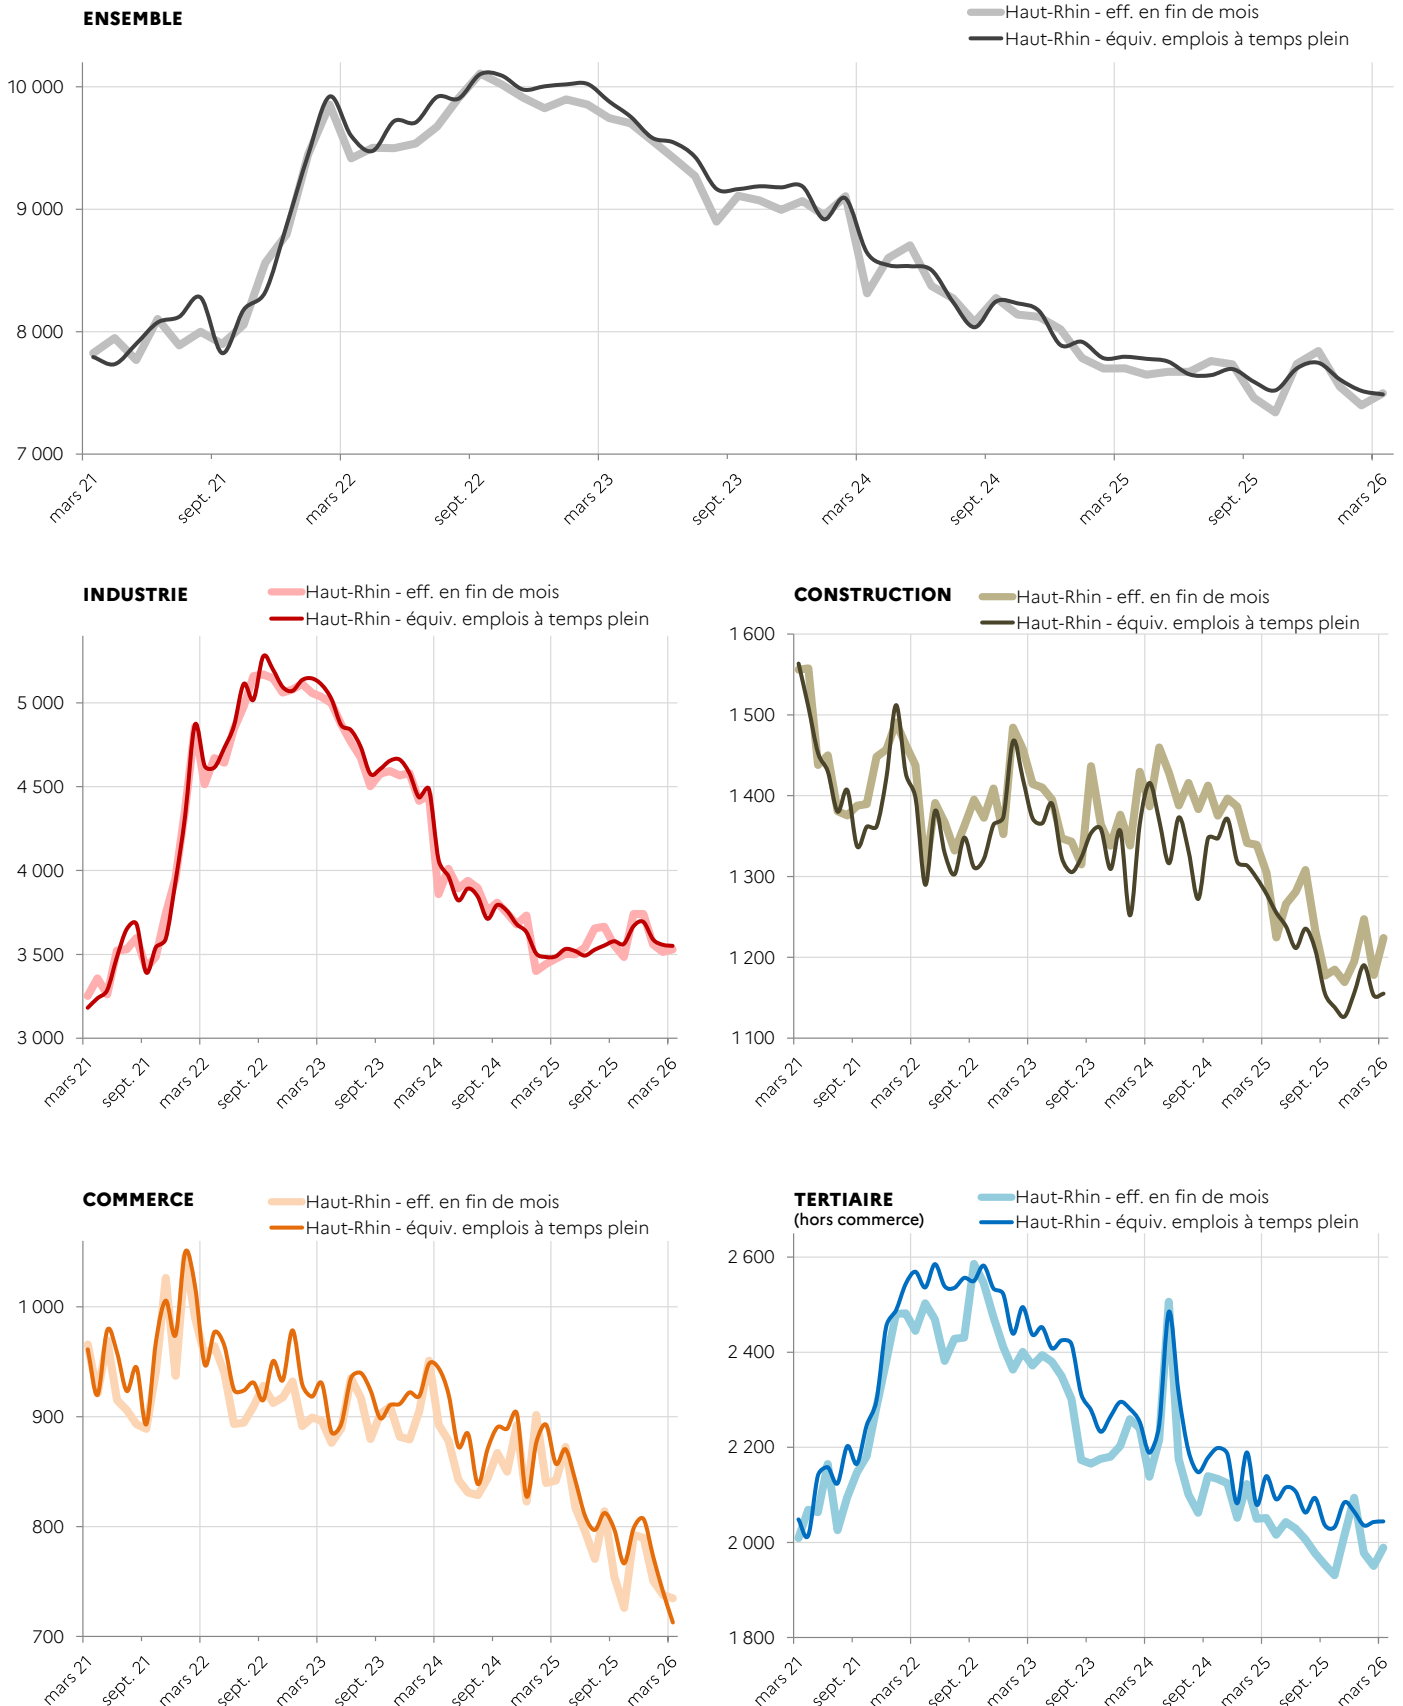 ENSEMBLE
Haut-Rhin - eff. en fin de mois
Haut-Rhin - équiv. emplois à temps plein
10 000
9 000
8 000
7 000
mars 21
sept. 21
mars 22
sept. 22
mars 23
sept. 23
mars 24
sept. 24
mars 25
sept. 25
mars 26
INDUSTRIE
Haut-Rhin - eff. en fin de mois
Haut-Rhin - équiv. emplois à temps plein
5 000
4 500
4 000
3 500
3 000
mars 21
sept. 21
mars 22
sept. 22
mars 23
sept. 23
mars 24
sept. 24
mars 25
sept. 25
mars 26
CONSTRUCTION
Haut-Rhin - eff. en fin de mois
Haut-Rhin - équiv. emplois à temps plein
1 600
1 500
1 400
1 300
1 200
1 100
mars 21
sept. 21
mars 22
sept. 22
mars 23
sept. 23
mars 24
sept. 24
mars 25
sept. 25
mars 26
COMMERCE
Haut-Rhin - eff. en fin de mois
Haut-Rhin - équiv. emplois à temps plein
1 000
900
800
700
mars 21
sept. 21
mars 22
sept. 22
mars 23
sept. 23
mars 24
sept. 24
mars 25
sept. 25
mars 26
TERTIAIRE
(hors commerce)
Haut-Rhin - eff. en fin de mois
Haut-Rhin - équiv. emplois à temps plein
2 600
2 400
2 200
2 000
1 800
mars 21
sept. 21
mars 22
sept. 22
mars 23
sept. 23
mars 24
sept. 24
mars 25
sept. 25
mars 26